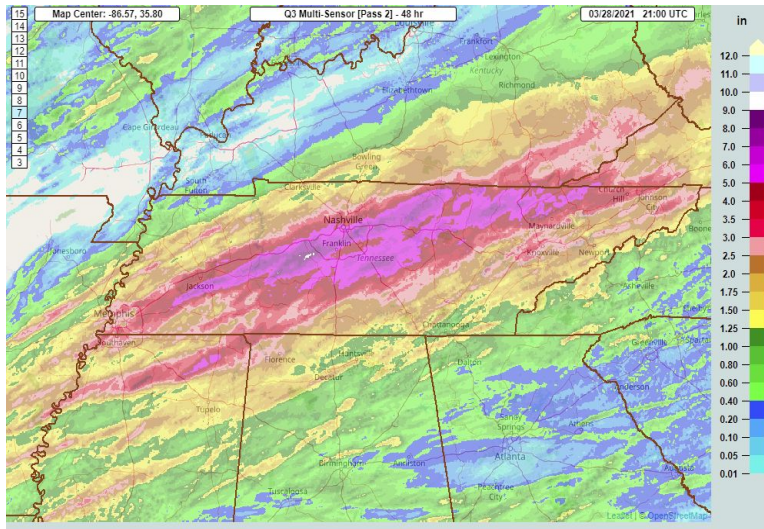 Map Center: -86.57, 35.80
Q3 Multi-Sensor [Pass 2] - 48 hr
03/28/2021 21:00 UTC
in
15
14
13
12
11
10
9
8
7
6
5
4
3
12.0
11.0
10.0
9.0
8.0
7.0
6.0
5.0
4.0
3.5
3.0
2.5
2.0
1.75
1.50
1.25
1.00
0.80
0.60
0.40
0.20
0.10
0.05
0.01
Louisville
Frankfort
Lexington
Kentucky
Richmond
Elizabethtown
Cape Girardeau
Paducah
South
Fulton
Bowling
Green
Clarksville
Church
Hill
Johnson
City
Boone
Nashville
Maynardville
Jonesboro
Franklin
Tennessee
Knoxville
Newport
Jackson
Asheville
Memphis
Southaven
Chattanooga
Greenville
Spartan
Florence
Huntsville
Dalton
Decatur
Anderson
Tupelo
Sandy
Springs
Athens
Atlanta
Birmingham
Anniston
Augusta
Tuscaloosa
Peachtree
City
Leaflet | © OpenStreetMap